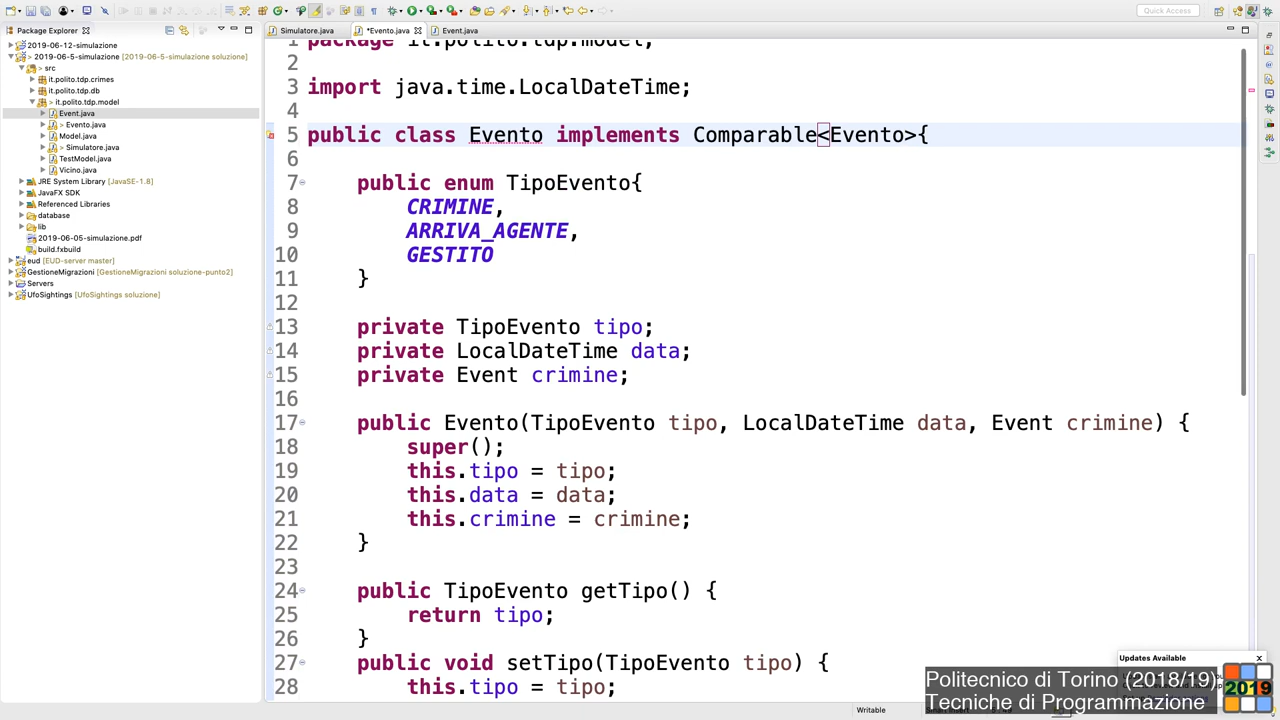 Quick Access
Package Explorer
Simulatore.java
*Evento.java
Event.java
2019-06-12-simulazione
> 2019-06-5-simulazione [2019-06-5-simulazione soluzione]
> src
it.polito.tdp.crimes
it.polito.tdp.db
> it.polito.tdp.model
Event.java
> Evento.java
Model.java
> Simulatore.java
TestModel.java
Vicino.java
JRE System Library [JavaSE-1.8]
JavaFX SDK
Referenced Libraries
database
lib
2019-06-05-simulazione.pdf
build.fxbuild
eud [EUD-server master]
GestioneMigrazioni [GestioneMigrazioni soluzione-punto2]
Servers
UfoSightings [UfoSightings soluzione]
1 package it.polito.tdp.model;
2
3 import java.time.LocalDateTime;
4
5 public class Evento implements Comparable<Evento>{
6
7 public enum TipoEvento{
8 CRIMINE,
9 ARRIVA_AGENTE,
10 GESTITO
11 }
12
13 private TipoEvento tipo;
14 private LocalDateTime data;
15 private Event crimine;
16
17 public Evento(TipoEvento tipo, LocalDateTime data, Event crimine) {
18 super();
19 this.tipo = tipo;
20 this.data = data;
21 this.crimine = crimine;
22 }
23
24 public TipoEvento getTipo() {
25 return tipo;
26 }
27 public void setTipo(TipoEvento tipo) {
28 this.tipo = tipo;
Updates Available
Politecnico di Torino (2018/19)
Tecniche di Programmazione
2019
Writable